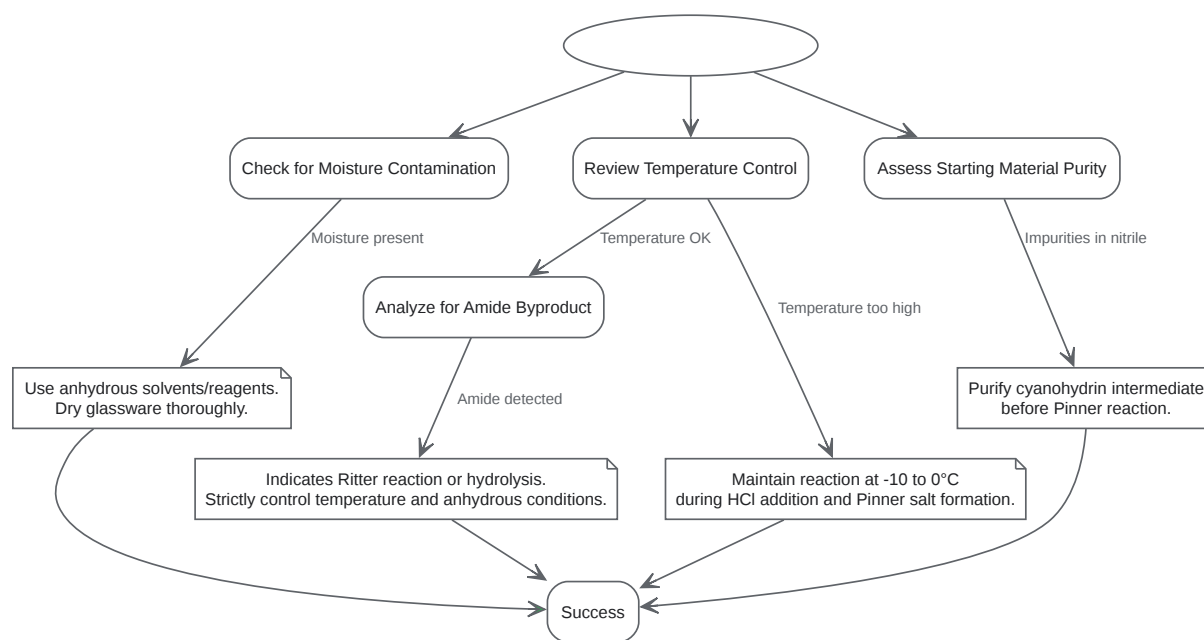 Check for Moisture Contamination
Review Temperature Control
Assess Starting Material Purity
Moisture present
Temperature OK
Impurities in nitrile
Analyze for Amide Byproduct
Temperature too high
Use anhydrous solvents/reagents.
Dry glassware thoroughly.
Amide detected
Purify cyanohydrin intermediate
before Pinner reaction.
Indicates Ritter reaction or hydrolysis.
Strictly control temperature and anhydrous conditions.
Maintain reaction at -10 to 0°C
during HCl addition and Pinner salt formation.
Success